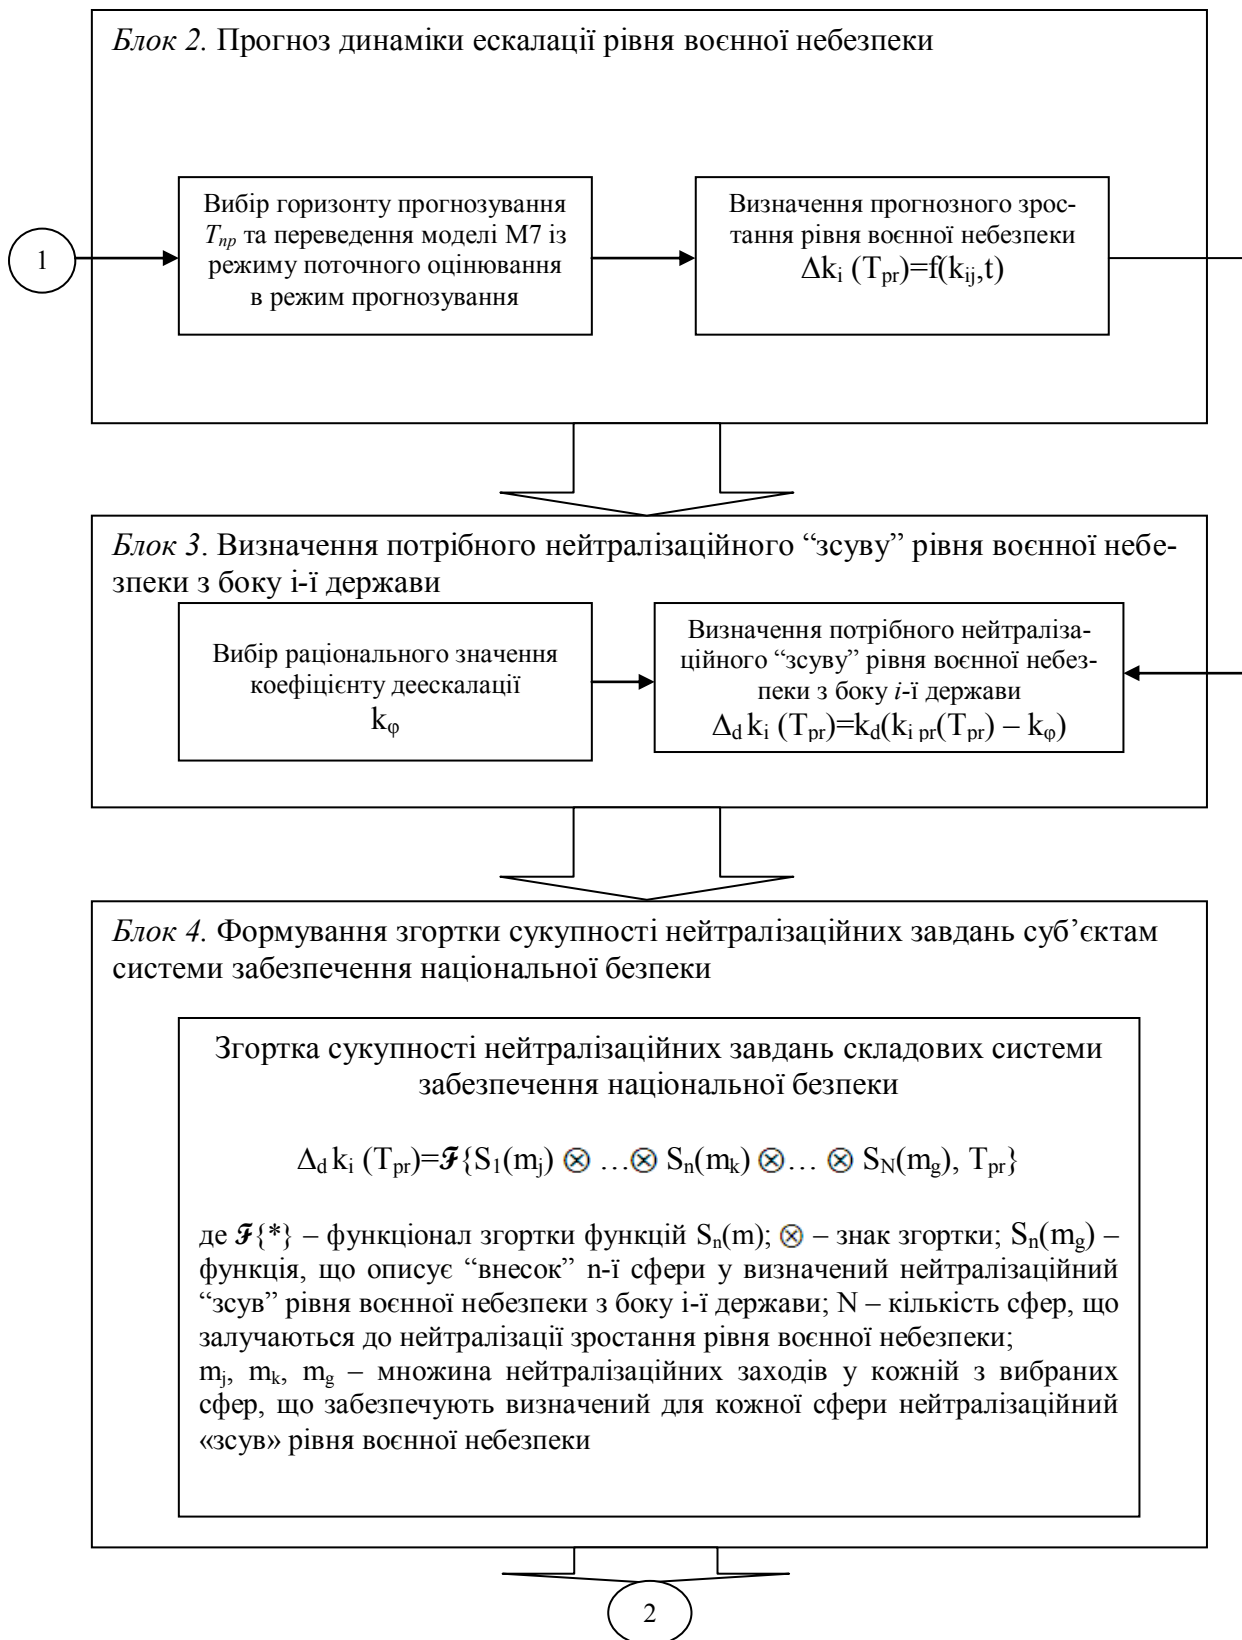 Блок 2. Прогноз динаміки ескалації рівня воєнної небезпеки
1
Вибір горизонту прогнозування
Tпр та переведення моделі М7 із
режиму поточного оцінювання
в режим прогнозування
Визначення прогнозного зрос-
тання рівня воєнної небезпеки
Δki (Tpr)=f(kij,t)
Блок 3. Визначення потрібного нейтралізаційного “зсуву” рівня воєнної небе-
зпеки з боку і-ї держави
Вибір раціонального значення
коефіцієнту деескалації
kφ
Визначення потрібного нейтраліза-
ційного “зсуву” рівня воєнної небез-
пеки з боку i-ї держави
Δd ki (Tpr)=kd(ki pr(Tpr) – kφ)
Блок 4. Формування згортки сукупності нейтралізаційних завдань суб’єктам
системи забезпечення національної безпеки
Згортка сукупності нейтралізаційних завдань складових системи
забезпечення національної безпеки
Δd ki (Tpr)=ℱ{S1(mj) ⊗ …⊗ Sn(mk) ⊗… ⊗ SN(mg), Tpr}
де ℱ{*} – функціонал згортки функцій Sn(m); ⊗ – знак згортки; Sn(mg) –
функція, що описує “внесок” n-ї сфери у визначений нейтралізаційний
“зсув” рівня воєнної небезпеки з боку і-ї держави; N – кількість сфер, що
залучаються до нейтралізації зростання рівня воєнної небезпеки;
mj, mk, mg – множина нейтралізаційних заходів у кожній з вибраних
сфер, що забезпечують визначений для кожної сфери нейтралізаційний
«зсув» рівня воєнної небезпеки
2